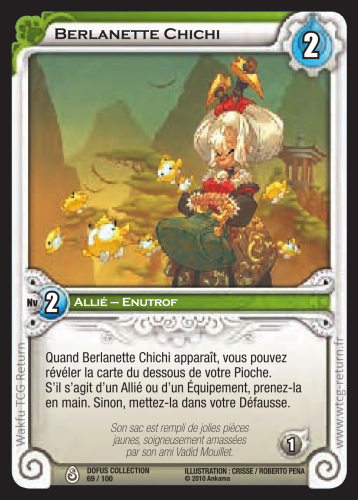 BERLANETTE CHICHI
2
Nv 2 ALLIÉ – ENUTROF
Quand Berlanette Chichi apparaît, vous pouvez
révéler la carte du dessous de votre Pioche.
S'il s'agit d'un Allié ou d'un Équipement, prenez-la
en main. Sinon, mettez-la dans votre Défausse.
Son sac est rempli de jolies pièces
jaunes, soigneusement amassées
par son ami Vadid Mouillet.
1
DOFUS COLLECTION
69 / 100
ILLUSTRATION : CRISSE / ROBERTO PENA
© 2010 Ankama
Wakfu TCG Return
www.wtcg-return.fr